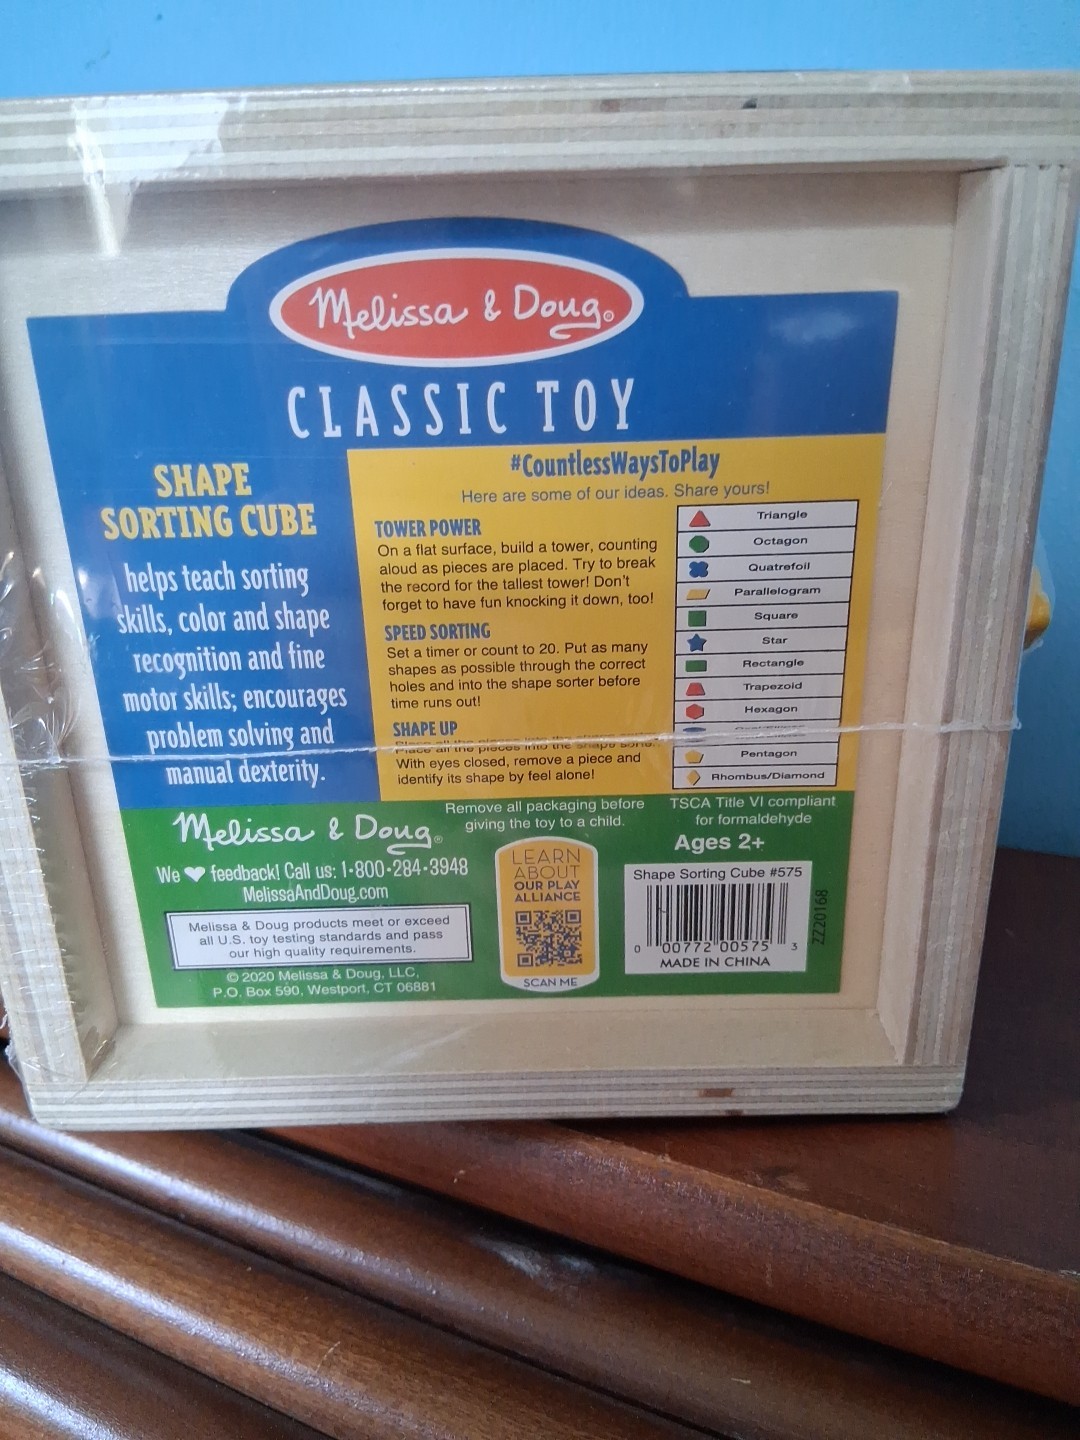 Melissa & Doug®
CLASSIC TOY
SHAPE
SORTING CUBE
helps teach sorting
skills, color and shape
recognition and fine
motor skills; encourages
problem solving and
manual dexterity.
#CountlessWaysToPlay
Here are some of our ideas. Share yours!
TOWER POWER
On a flat surface, build a tower, counting
aloud as pieces are placed. Try to break
the record for the tallest tower! Don't
forget to have fun knocking it down, too!
SPEED SORTING
Set a timer or count to 20. Put as many
shapes as possible through the correct
holes and into the shape sorter before
time runs out!
SHAPE UP
Place all the pieces into the shape
With eyes closed, remove a piece and
identify its shape by feel alone!
Triangle
Octagon
Quatrefoil
Parallelogram
Square
Star
Rectangle
Trapezoid
Hexagon
Pentagon
Rhombus/Diamond
Melissa & Doug®
We ♥ feedback! Call us: 1-800-284-3948
MelissaAndDoug.com
Melissa & Doug products meet or exceed
all U.S. toy testing standards and pass
our high quality requirements.
© 2020 Melissa & Doug, LLC,
P.O. Box 590, Westport, CT 06881
Remove all packaging before
giving the toy to a child.
LEARN
ABOUT
OUR PLAY
ALLIANCE
SCAN ME
TSCA Title VI compliant
for formaldehyde
Ages 2+
Shape Sorting Cube #575
0 00772 00575 3
MADE IN CHINA
ZZ20168